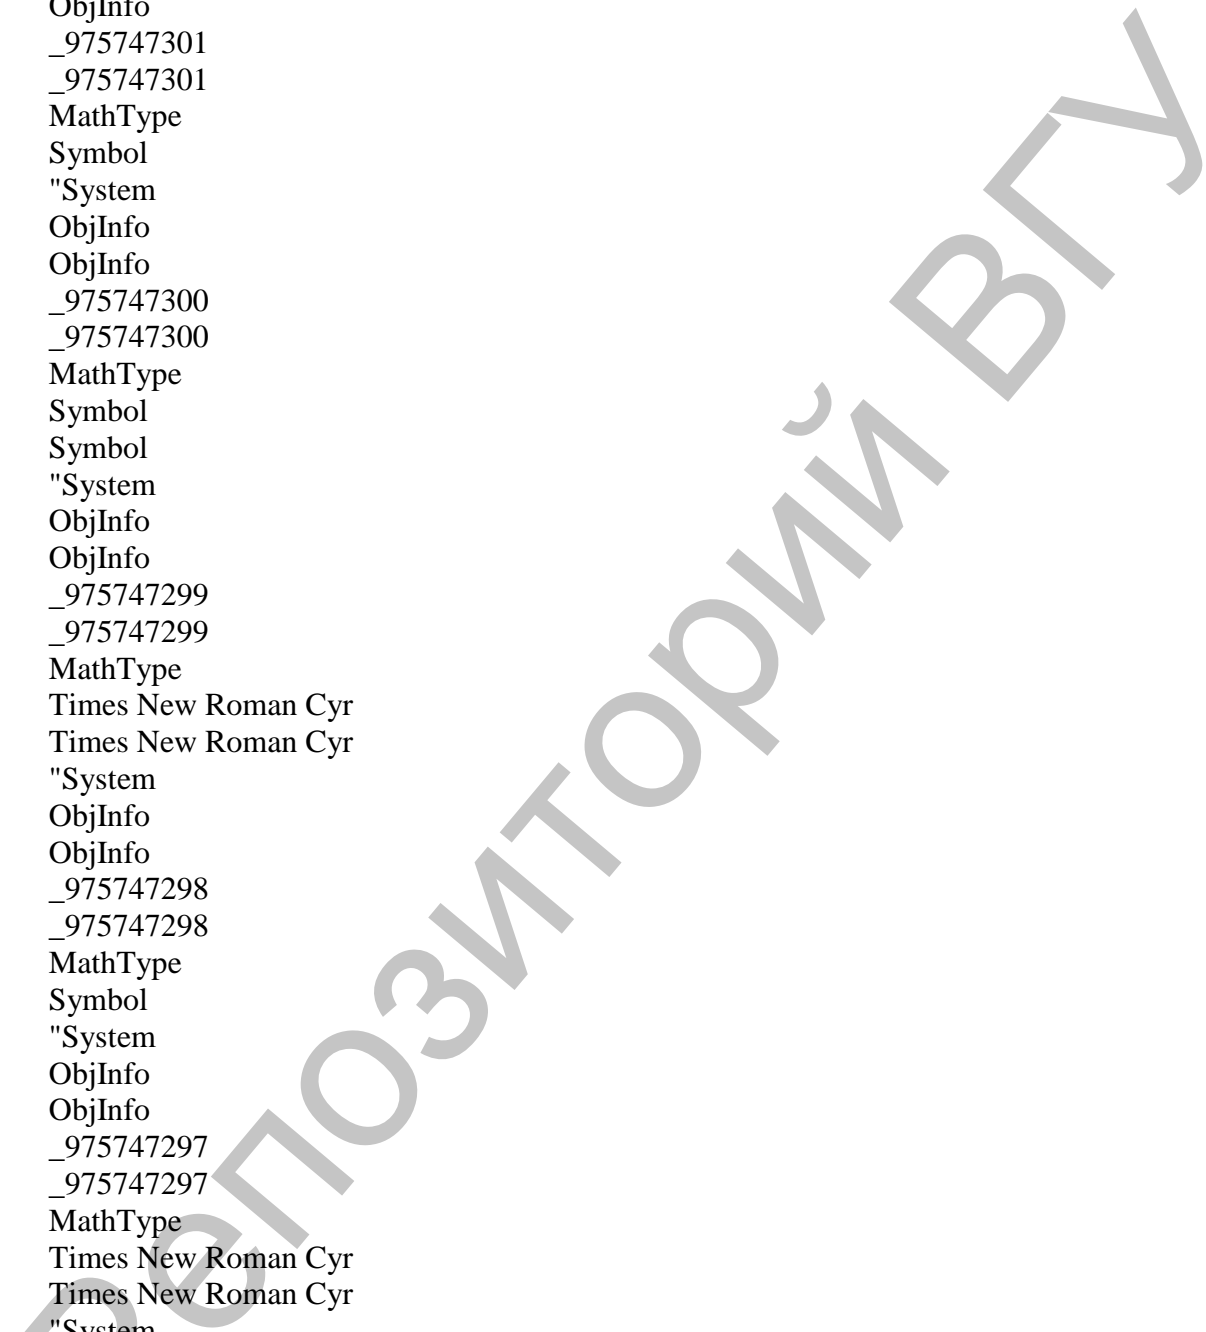 ObjInfo
_975747301
_975747301
MathType
Symbol
"System
ObjInfo
ObjInfo
_975747300
_975747300
MathType
Symbol
Symbol
"System
ObjInfo
ObjInfo
_975747299
_975747299
MathType
Times New Roman Cyr
Times New Roman Cyr
"System
ObjInfo
ObjInfo
_975747298
_975747298
MathType
Symbol
"System
ObjInfo
ObjInfo
_975747297
_975747297
MathType
Times New Roman Cyr
Times New Roman Cyr
"System
Репозиторий ВГУ